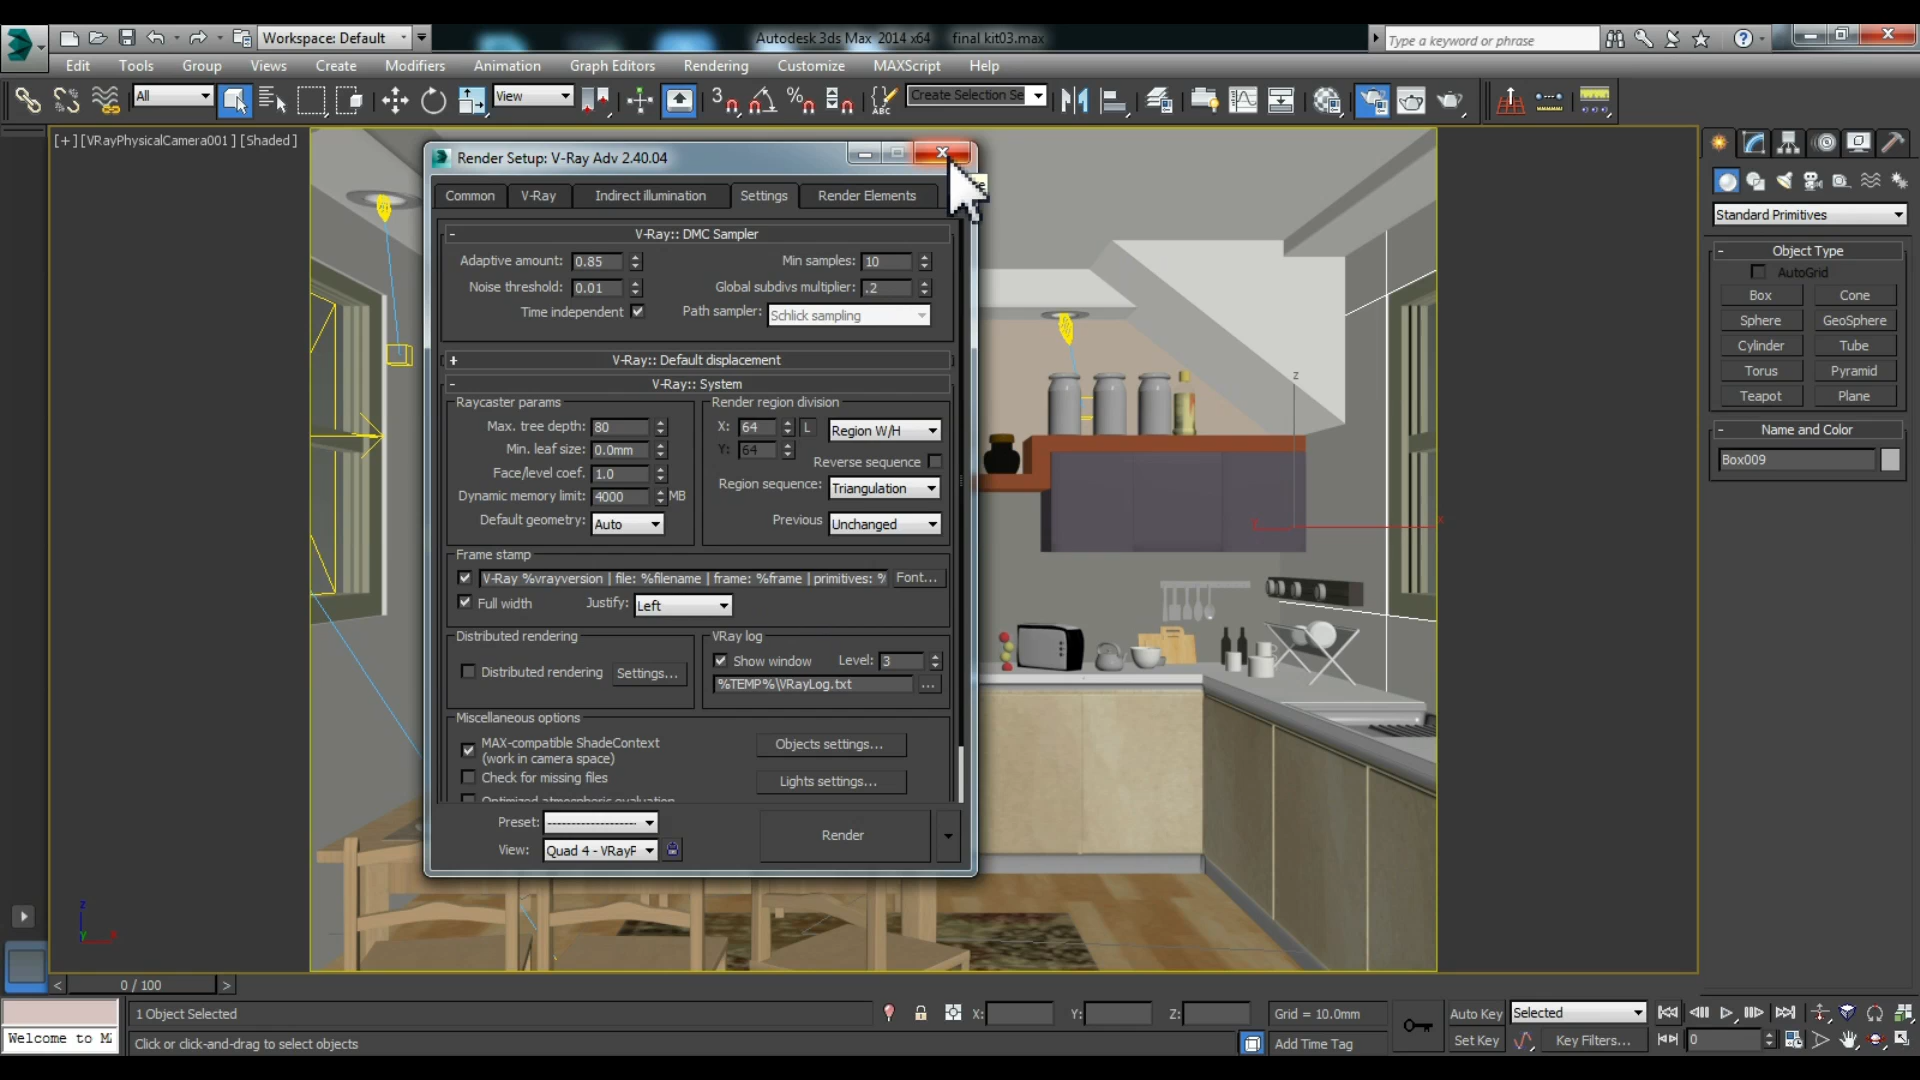 Workspace: Default
Autodesk 3ds Max 2014 x64 final kit03.max
Type a keyword or phrase
Edit Tools Group Views Create Modifiers Animation Graph Editors Rendering Customize MAXScript Help
All
View
3
ABC
Create Selection Se
[+] [VRayPhysicalCamera001 ] [Shaded ]
Render Setup: V-Ray Adv 2.40.04
Common V-Ray Indirect illumination Settings Render Elements
- V-Ray:: DMC Sampler
Adaptive amount: 0.85 Min samples: 10
Noise threshold: 0.01 Global subdivs multiplier: .2
Time independent Path sampler: Schlick sampling
+ V-Ray:: Default displacement
- V-Ray:: System
Raycaster params
Max. tree depth: 80
Min. leaf size: 0.0mm
Face/level coef. 1.0
Dynamic memory limit: 4000 MB
Default geometry: Auto
Render region division
X: 64 L Region W/H
Y: 64
Reverse sequence
Region sequence: Triangulation
Previous Unchanged
Frame stamp
V-Ray %vrayversion | file: %filename | frame: %frame | primitives: % Font...
Full width Justify: Left
Distributed rendering
Distributed rendering Settings...
VRay log
Show window Level: 3
%TEMP%\VRayLog.txt ...
Miscellaneous options
MAX-compatible ShadeContext
(work in camera space)
Check for missing files
Optimized atmospheric evaluation
Objects settings...
Lights settings...
Preset: -------------------
View: Quad 4 - VRayF
Render
z
x
z
y
x
Standard Primitives
- Object Type
AutoGrid
Box Cone
Sphere GeoSphere
Cylinder Tube
Torus Pyramid
Teapot Plane
- Name and Color
Box009
< 0 / 100 >
Welcome to M
1 Object Selected
Click or click-and-drag to select objects
X: Y: Z: Grid = 10.0mm
Add Time Tag
Auto Key Selected
Set Key Key Filters...
0